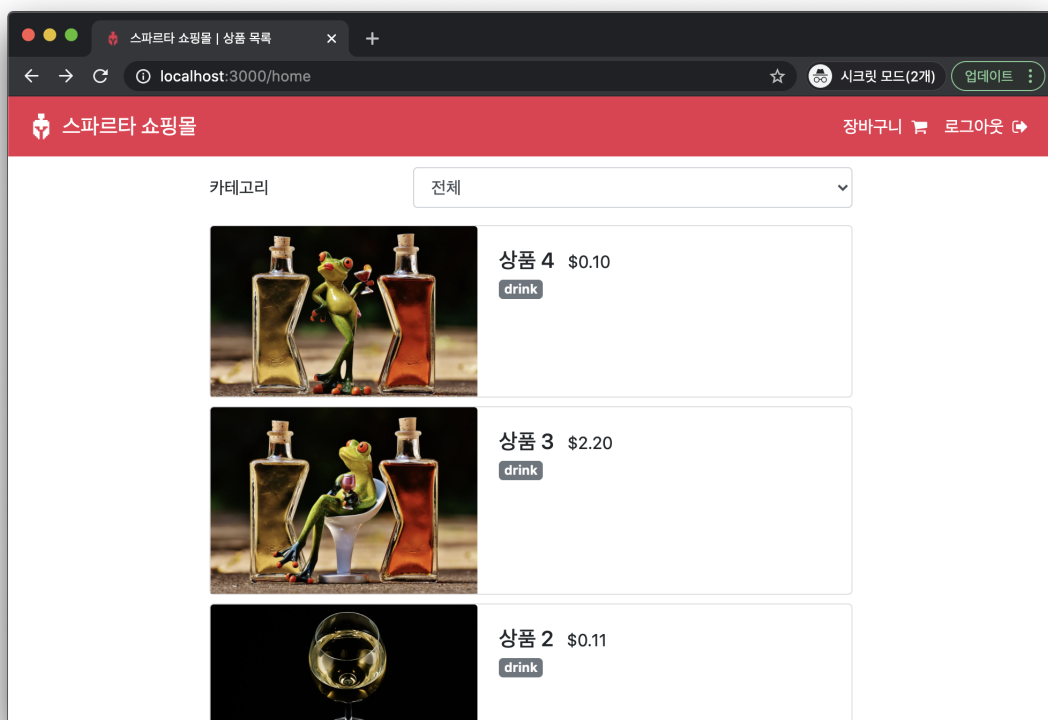 스파르타 쇼핑몰 | 상품 목록
localhost:3000/home
시크릿 모드(2개)
업데이트
스파르타 쇼핑몰
장바구니
로그아웃
카테고리
전체
상품 4 $0.10
drink
상품 3 $2.20
drink
상품 2 $0.11
drink